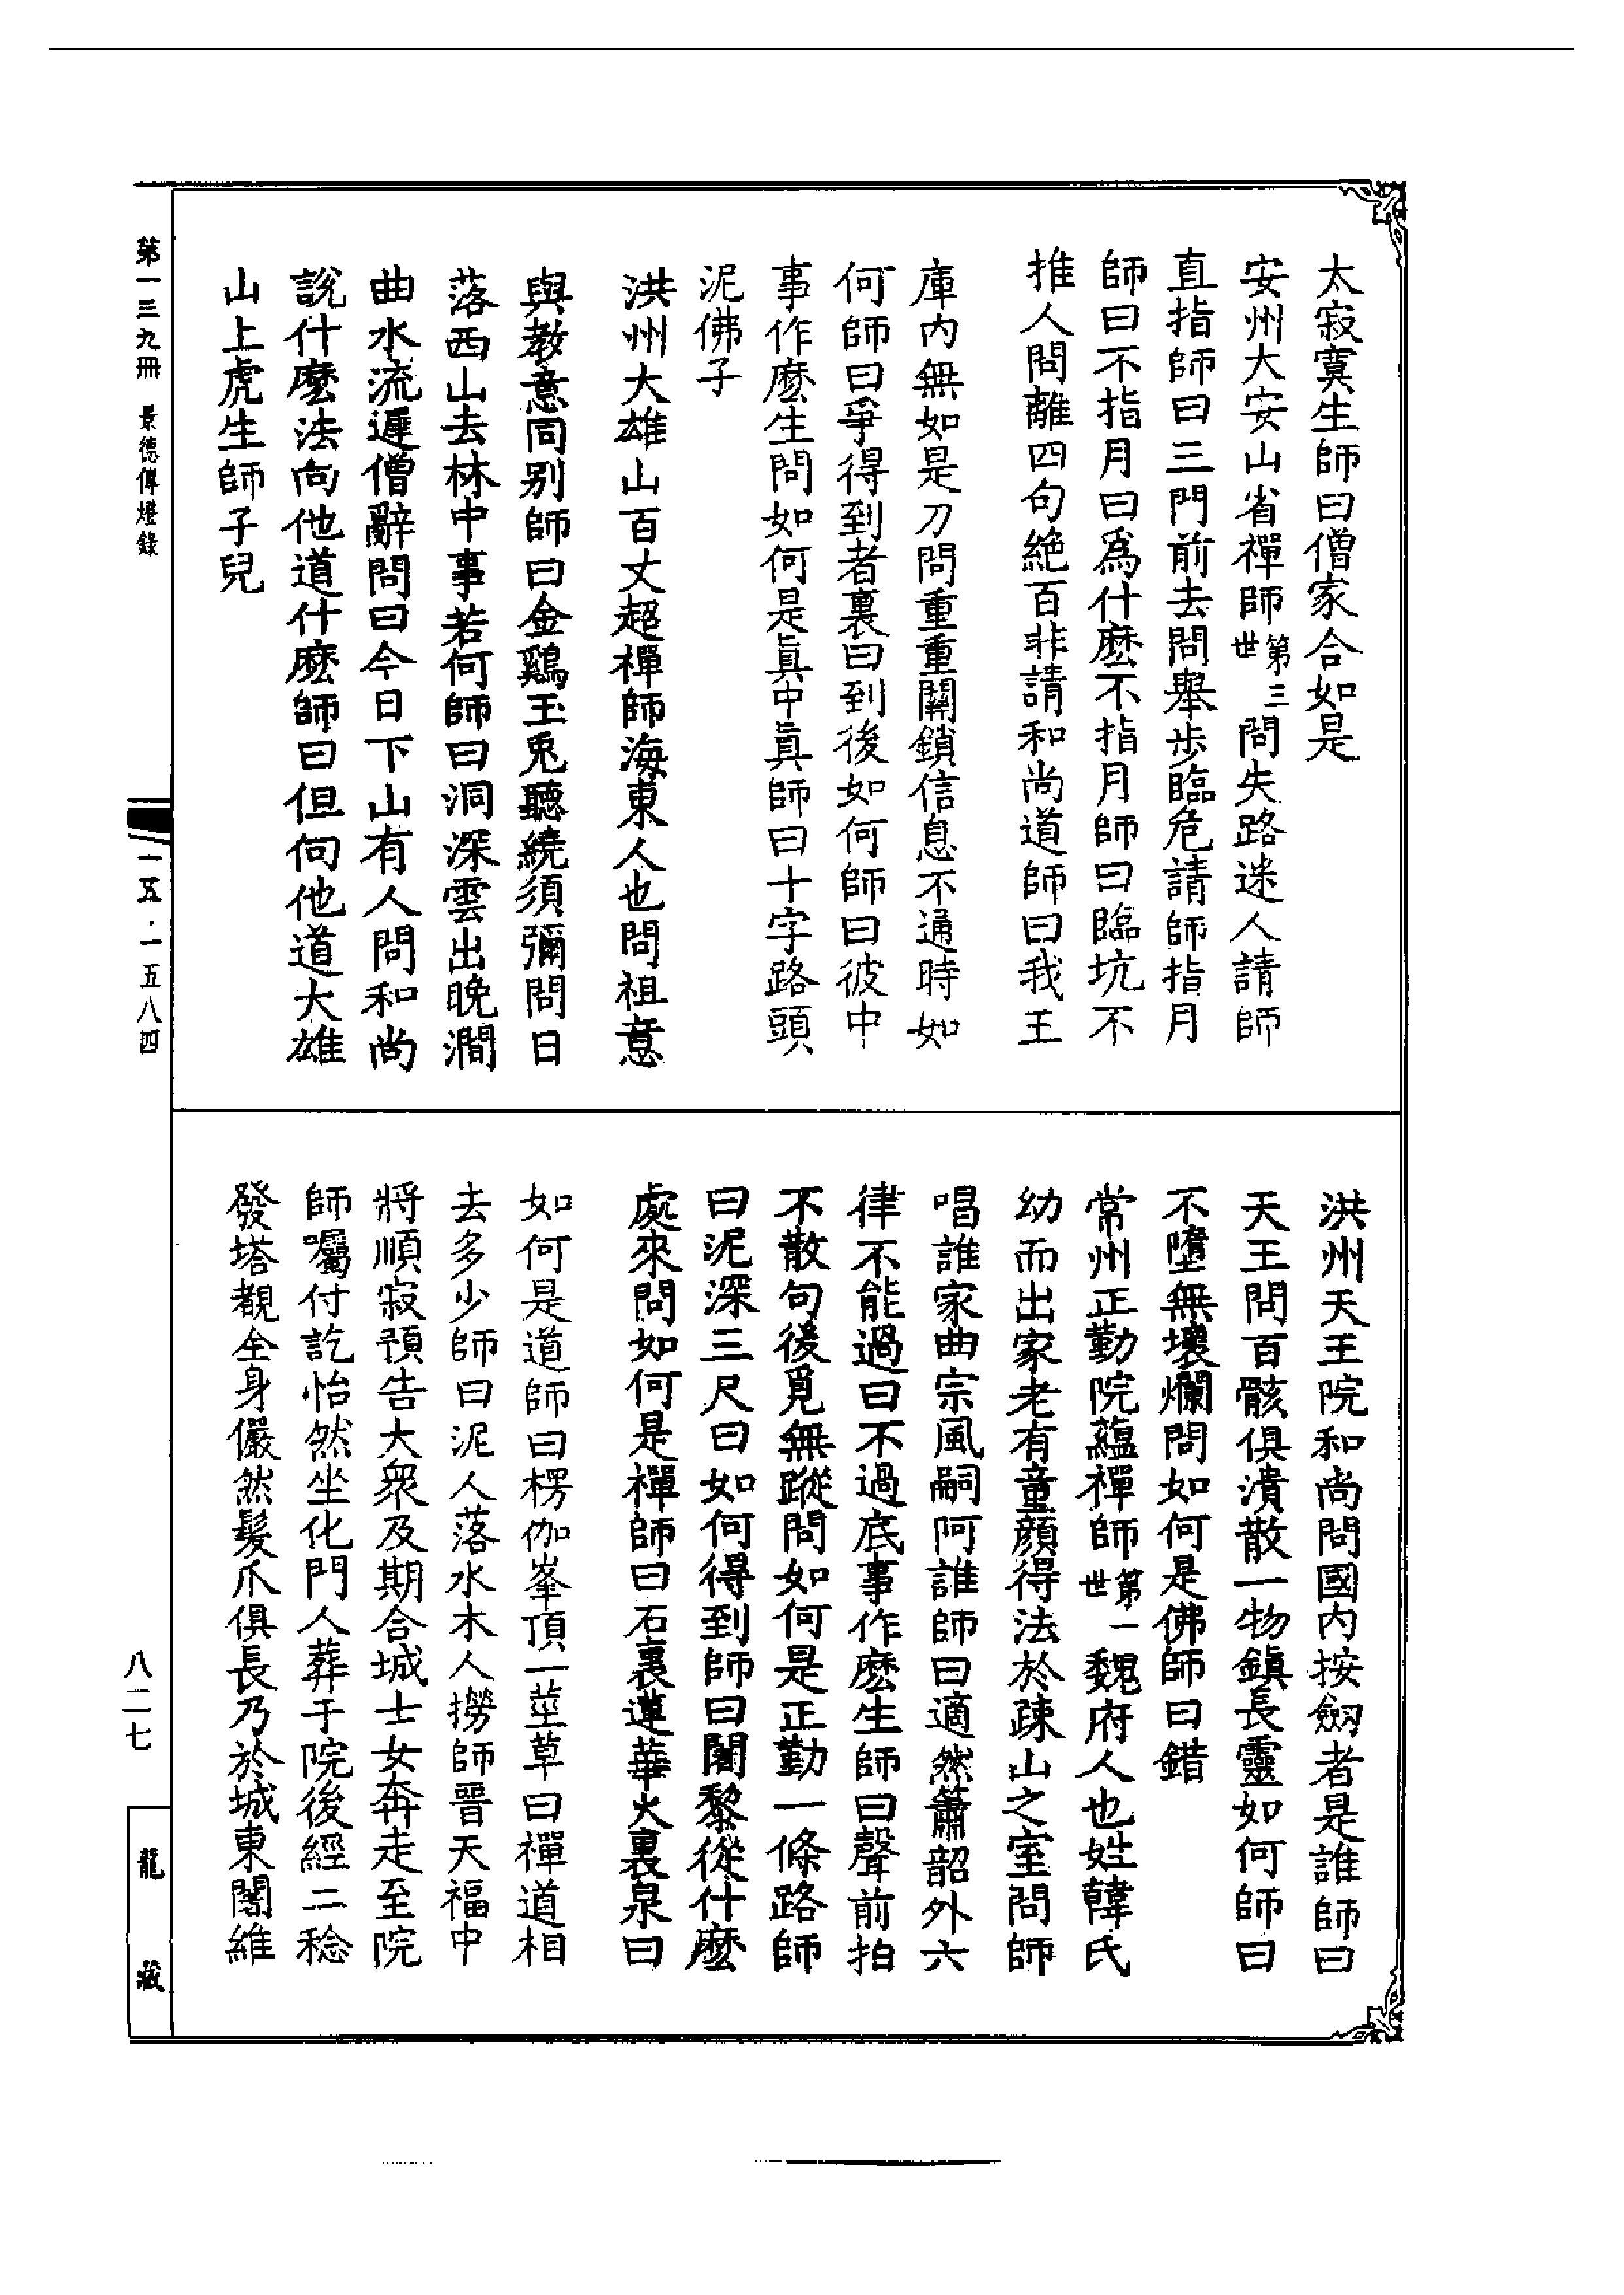 太寂寞生師曰僧家合如是
安州大安山省禪師第三世問失路迷人請師
直指師曰三門前去問舉步臨危請師指月
師曰不指月曰爲什麽不指月師曰臨坑不
推人問離四句絶百非請和尚道師曰我王
庫内無如是刀問重重關鎖信息不通時如
何師曰爭得到者裏曰到後如何師曰彼中
事作麽生問如何是眞中眞師曰十字路頭
泥佛子
洪州大雄山百丈超禪師海東人也問祖意
與教意同别師曰金鷄玉兎聽繞須彌問日
落西山去林中事若何師曰洞深雲出晚澗
曲水流遲僧辭問曰今日下山有人問和尚
説什麽法向他道什麽師曰但向他道大雄
山上虎生師子兒
洪州天王院和尚問國内按劒者是誰師曰
天王問百骸俱潰散一物鎮長靈如何師曰
不墮無壞爛問如何是佛師曰錯
常州正勤院藴禪師第一世魏府人也姓韓氏
幼而出家老有童顔得法於疎山之室問師
唱誰家曲宗風嗣阿誰師曰適然簫韶外六
律不能過曰不過底事作麽生師曰聲前拍
不散句後覓無蹤問如何是正勤一條路師
曰泥深三尺曰如何得到師曰闍黎從什麽
處來問如何是禪師曰石裏蓮華火裏泉曰
如何是道師曰楞伽峯頂一莖草曰禪道相
去多少師曰泥人落水木人撈師晉天福中
將順寂預告大衆及期合城士女奔走至院
師囑付訖怡然坐化門人葬于院後經二稔
發塔覩全身儼然髮爪俱長乃於城東闍維
第一三九冊 景德傳燈錄
一五·一五八四
八二七
龍藏